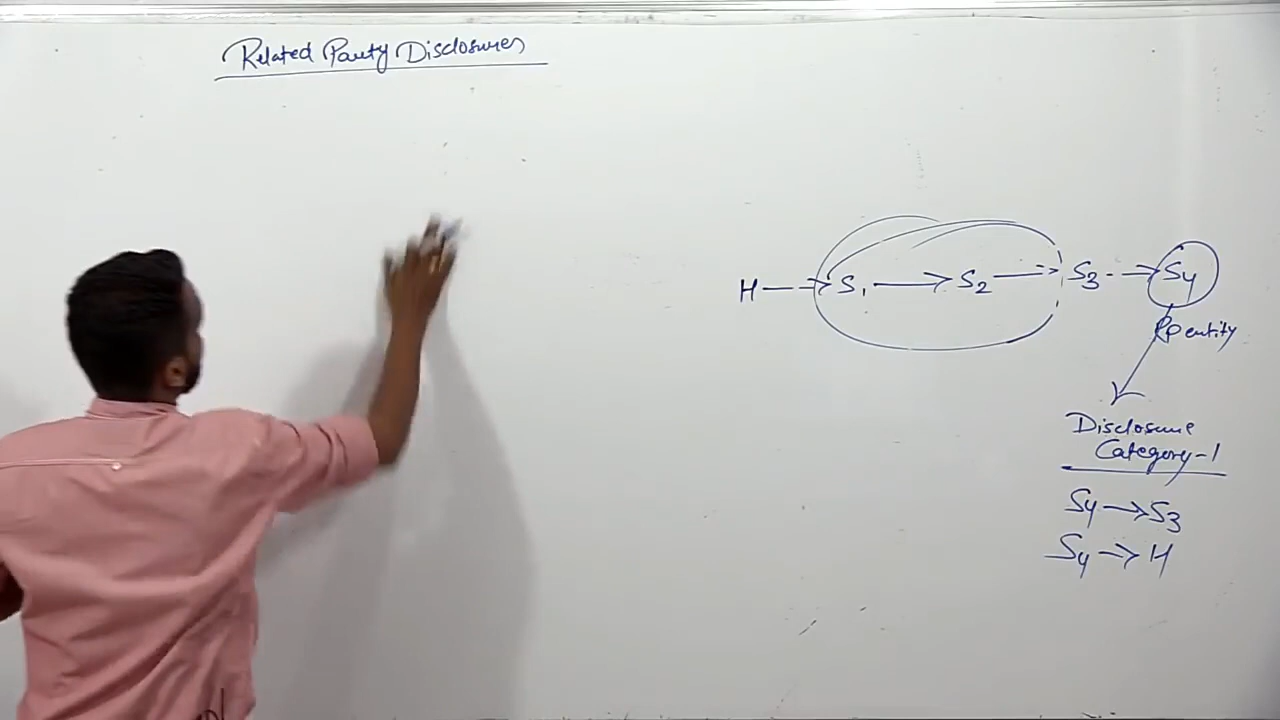 Related Party Disclosures
H → S1 → S2 → S3 → S4
Rp entity
Disclosure
Category-1
S4 → S3
S4 → H